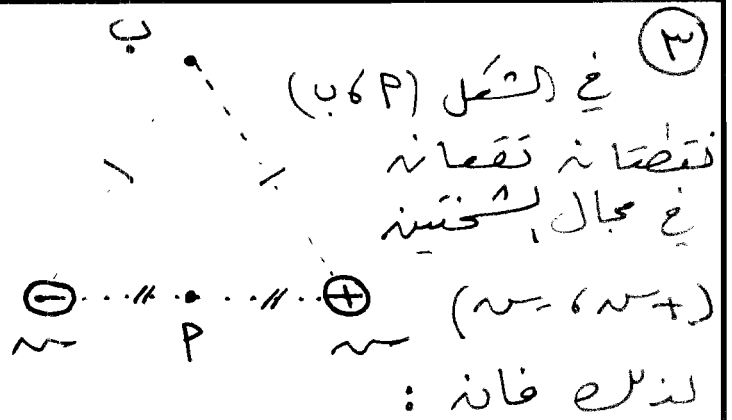 ٣
في الشكل (م ، ب)
نقطتان تقعان
في مجال الشحنتين
(+س ، -س)
لذلك فإن :
ب
- +
س م س